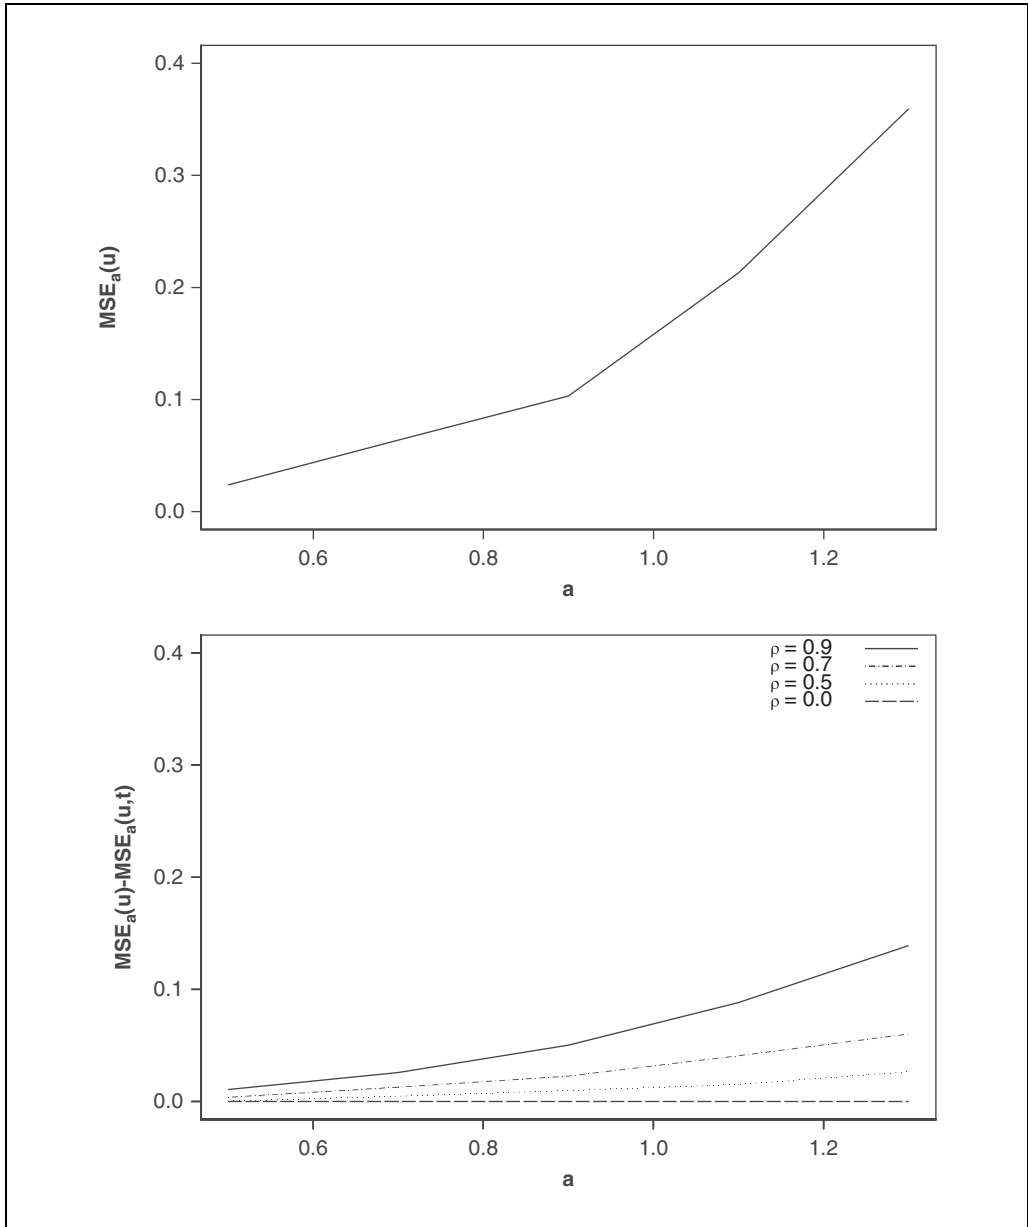 0.4
0.3
0.2
0.1
0.0
MSEa(u)
0.6 0.8 1.0 1.2
a
0.4
0.3
0.2
0.1
0.0
MSEa(u)-MSEa(u,t)
ρ = 0.9
ρ = 0.7
ρ = 0.5
ρ = 0.0
0.6 0.8 1.0 1.2
a